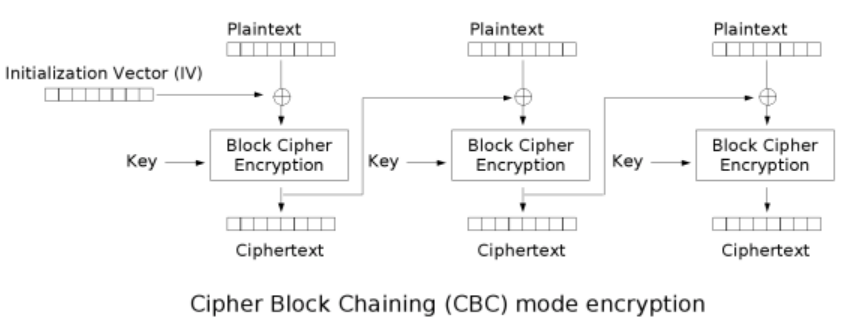 Plaintext
Plaintext
Plaintext
Initialization Vector (IV)
Key
Block Cipher
Encryption
Key
Block Cipher
Encryption
Key
Block Cipher
Encryption
Ciphertext
Ciphertext
Ciphertext
Cipher Block Chaining (CBC) mode encryption